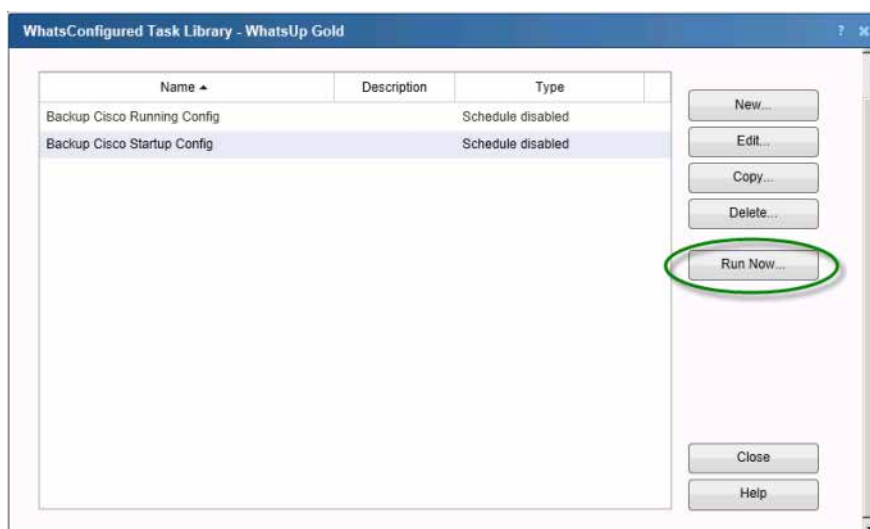 WhatsConfigured Task Library - WhatsUp Gold ? ×
Name Description Type
Backup Cisco Running Config Schedule disabled
Backup Cisco Startup Config Schedule disabled
New...
Edit...
Copy...
Delete...
Run Now...
Close
Help